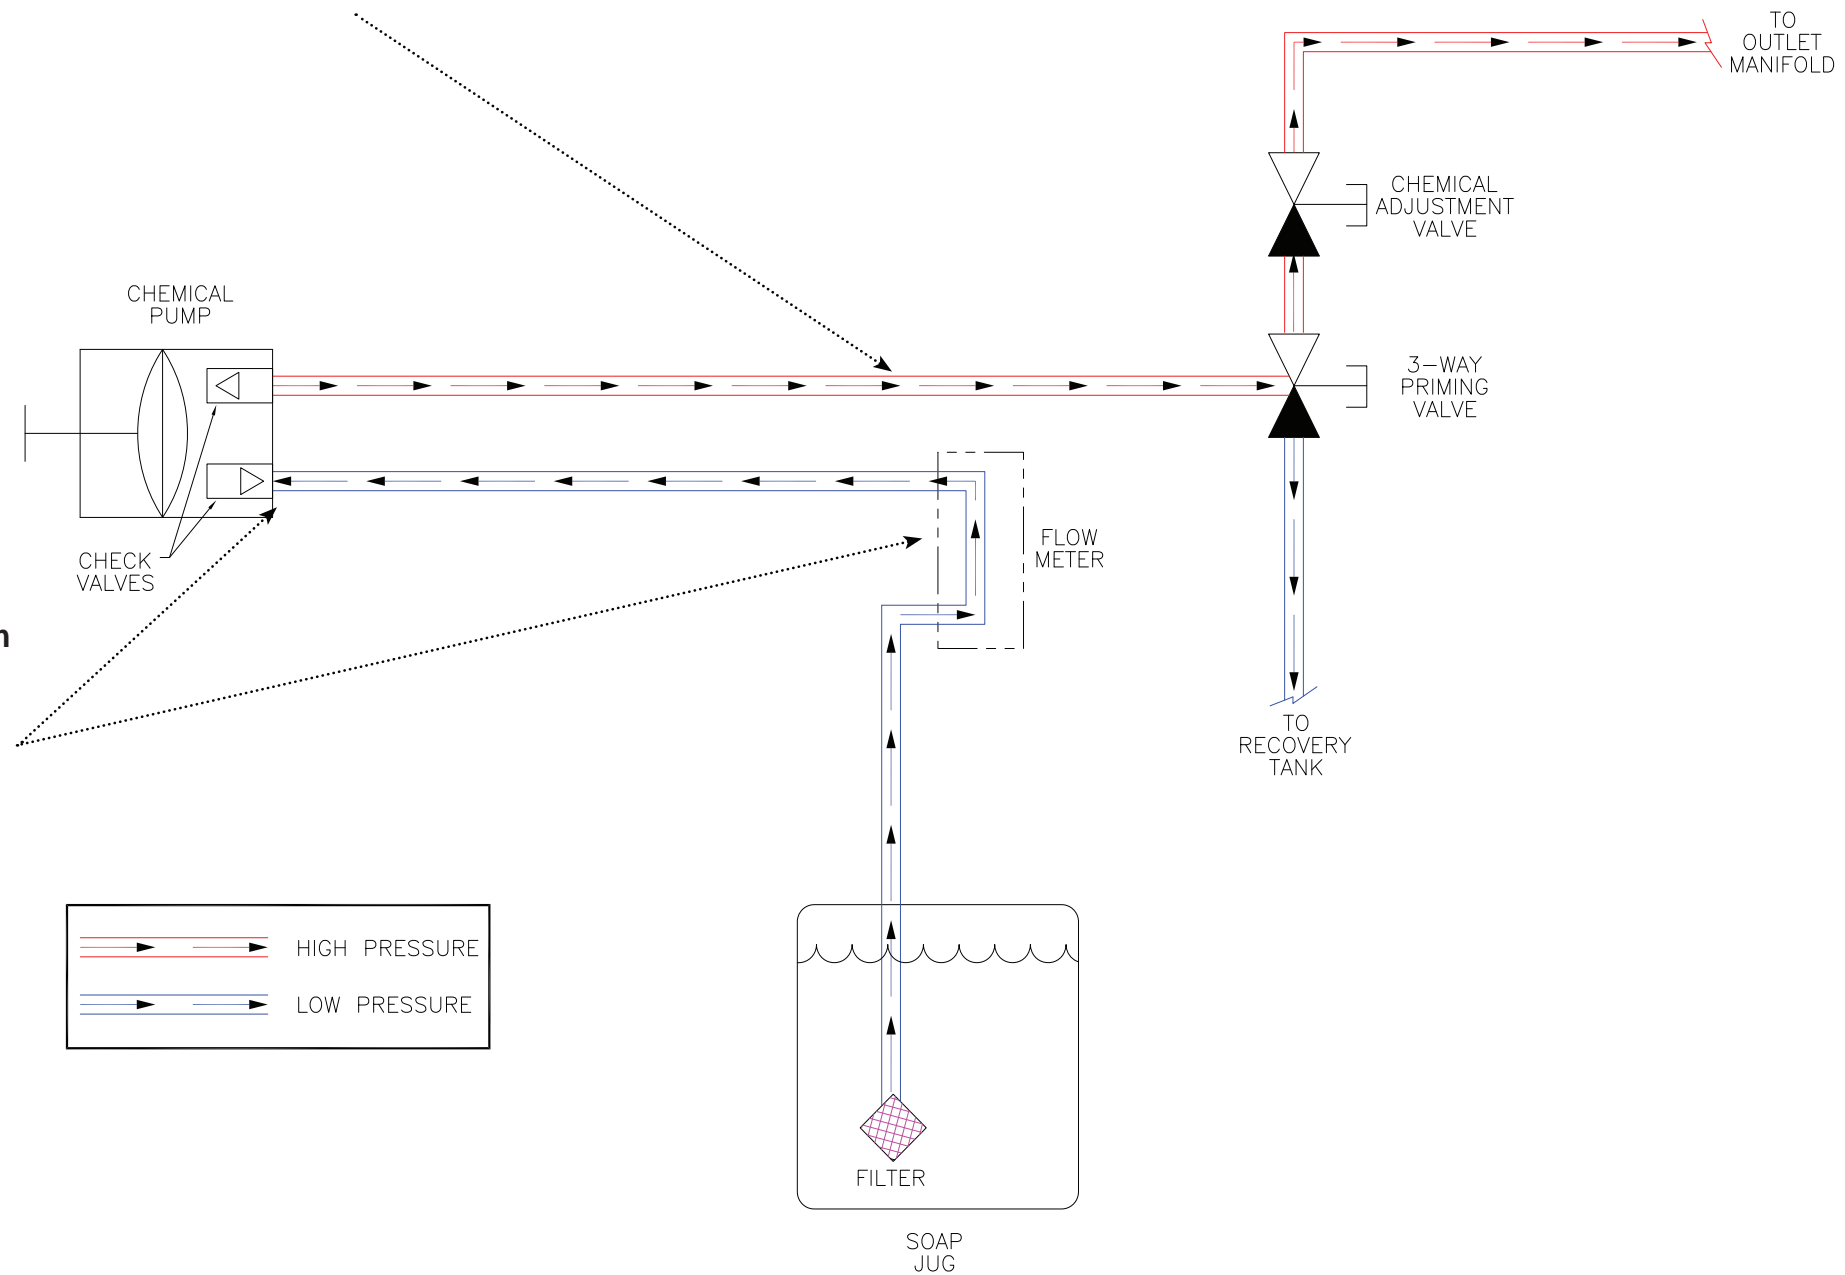 TO
OUTLET
MANIFOLD
CHEMICAL
ADJUSTMENT
VALVE
CHEMICAL
PUMP
3-WAY
PRIMING
VALVE
FLOW
METER
CHECK
VALVES
n
TO
RECOVERY
TANK
HIGH PRESSURE
LOW PRESSURE
FILTER
SOAP
JUG